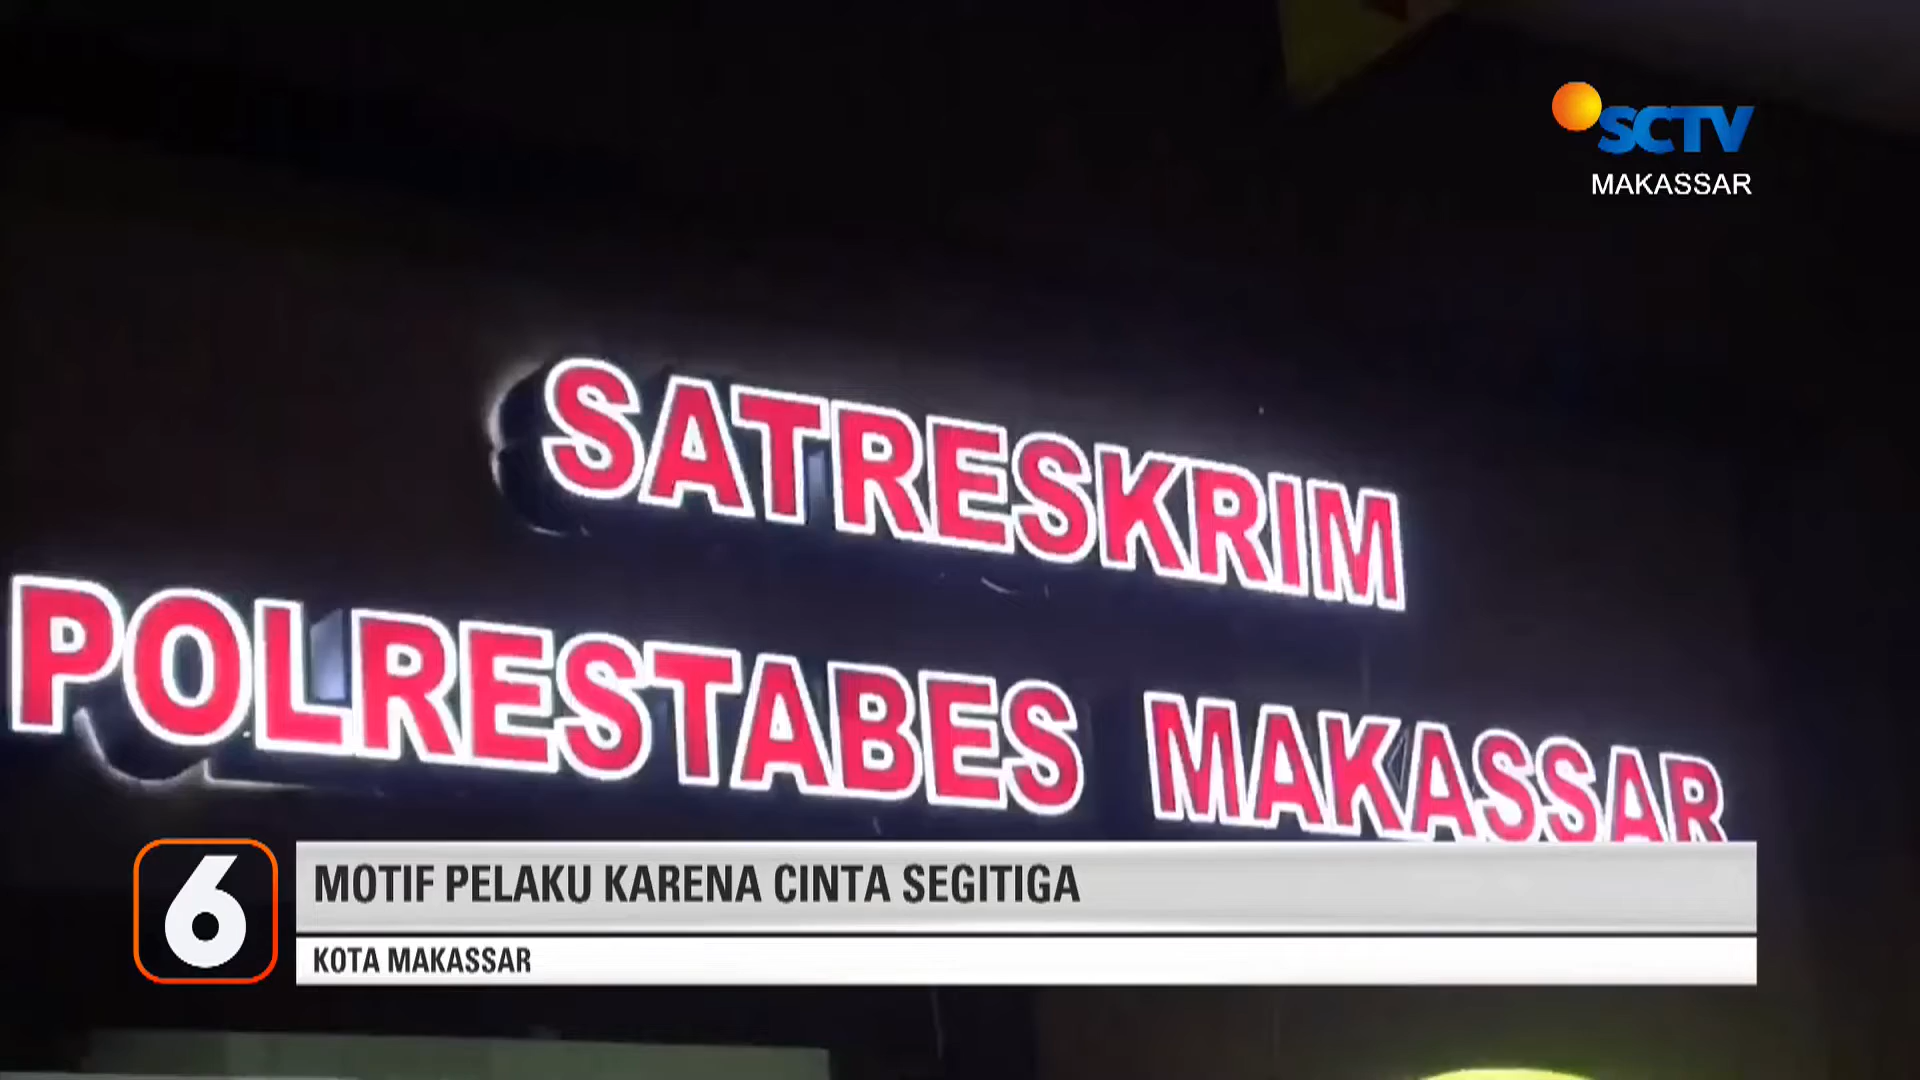 SCTV
MAKASSAR
SATRESKRIM
POLRESTABES MAKASSAR
6
MOTIF PELAKU KARENA CINTA SEGITIGA
KOTA MAKASSAR